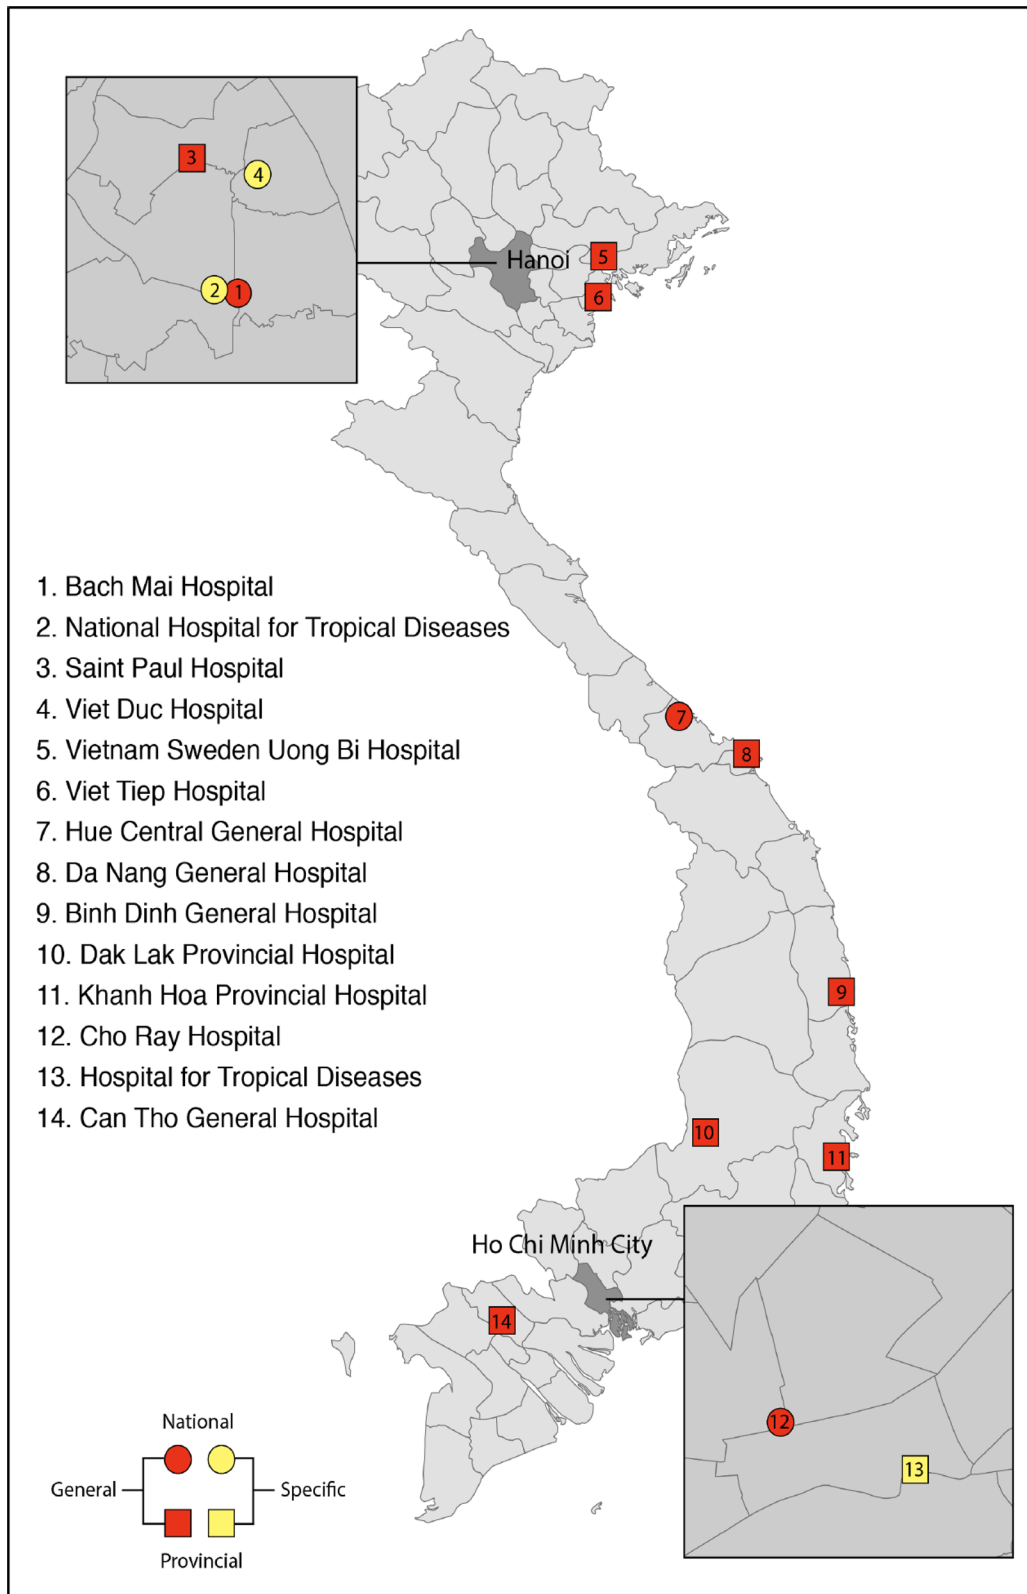 3
4
2
1
Hanoi
5
6
1. Bach Mai Hospital
2. National Hospital for Tropical Diseases
3. Saint Paul Hospital
4. Viet Duc Hospital
5. Vietnam Sweden Uong Bi Hospital
6. Viet Tiep Hospital
7. Hue Central General Hospital
8. Da Nang General Hospital
9. Binh Dinh General Hospital
10. Dak Lak Provincial Hospital
11. Khanh Hoa Provincial Hospital
12. Cho Ray Hospital
13. Hospital for Tropical Diseases
14. Can Tho General Hospital
7
8
9
10
11
Ho Chi Minh City
14
12
13
National
General
Specific
Provincial